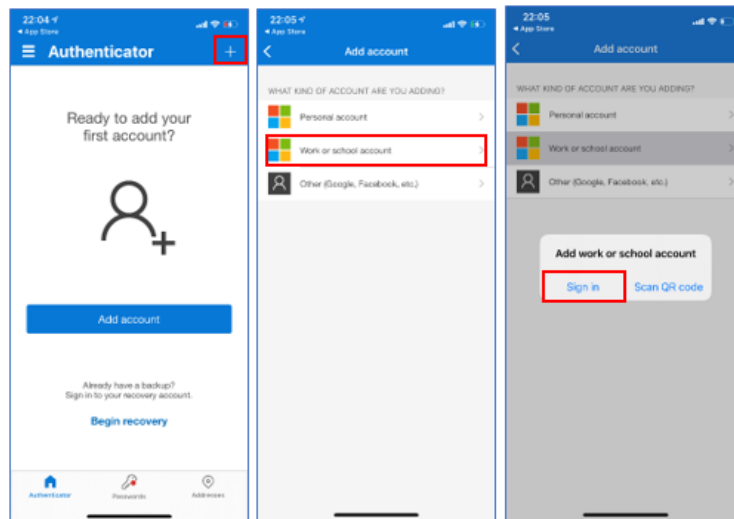 22:04
App Store
Authenticator
Ready to add your
first account?
Add account
Already have a backup?
Sign in to your recovery account.
Begin recovery
Authenticator
Passwords
Addresses
22:05
App Store
Add account
WHAT KIND OF ACCOUNT ARE YOU ADDING?
Personal account
Work or school account
Other (Google, Facebook, etc.)
22:05
App Store
Add account
WHAT KIND OF ACCOUNT ARE YOU ADDING?
Personal account
Work or school account
Other (Google, Facebook, etc.)
Add work or school account
Sign in
Scan QR code